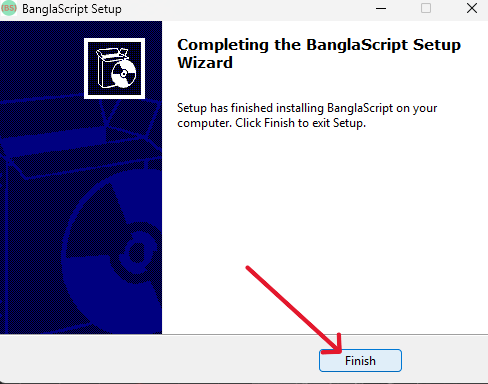 (BS)
BanglaScript Setup
Completing the BanglaScript Setup
Wizard
Setup has finished installing BanglaScript on your
computer. Click Finish to exit Setup.
Finish